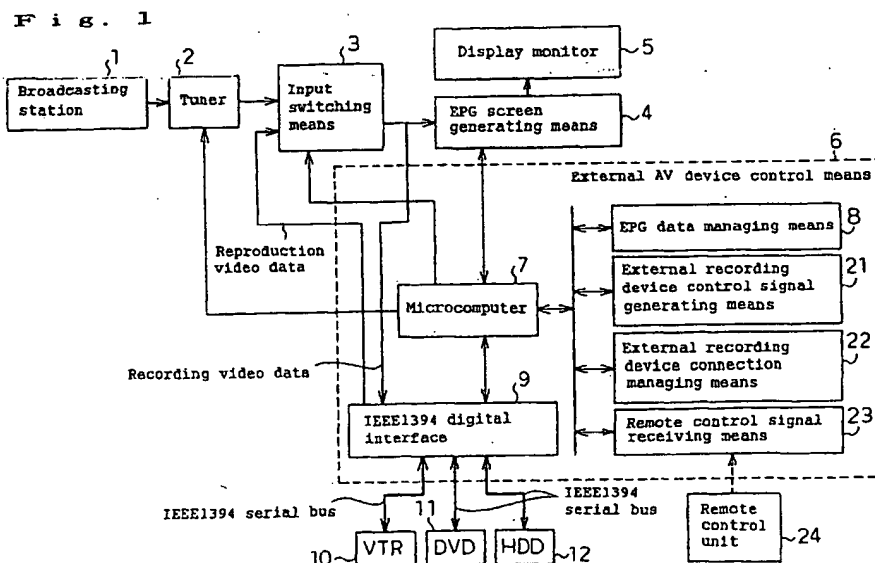 Fig. 1
1
2
3
5
Broadcasting
station
Tuner
Input
switching
means
Display monitor
EPG screen
generating means
4
6
External AV device control means
Reproduction
video data
7
Microcomputer
EPG data managing means
8
External recording
device control signal
generating means
21
External recording
device connection
managing means
22
Recording video data
9
IEEE1394 digital
interface
Remote control signal
receiving means
23
IEEE1394 serial bus
IEEE1394
serial bus
10
VTR
11
DVD
HDD
12
Remote
control
unit
24